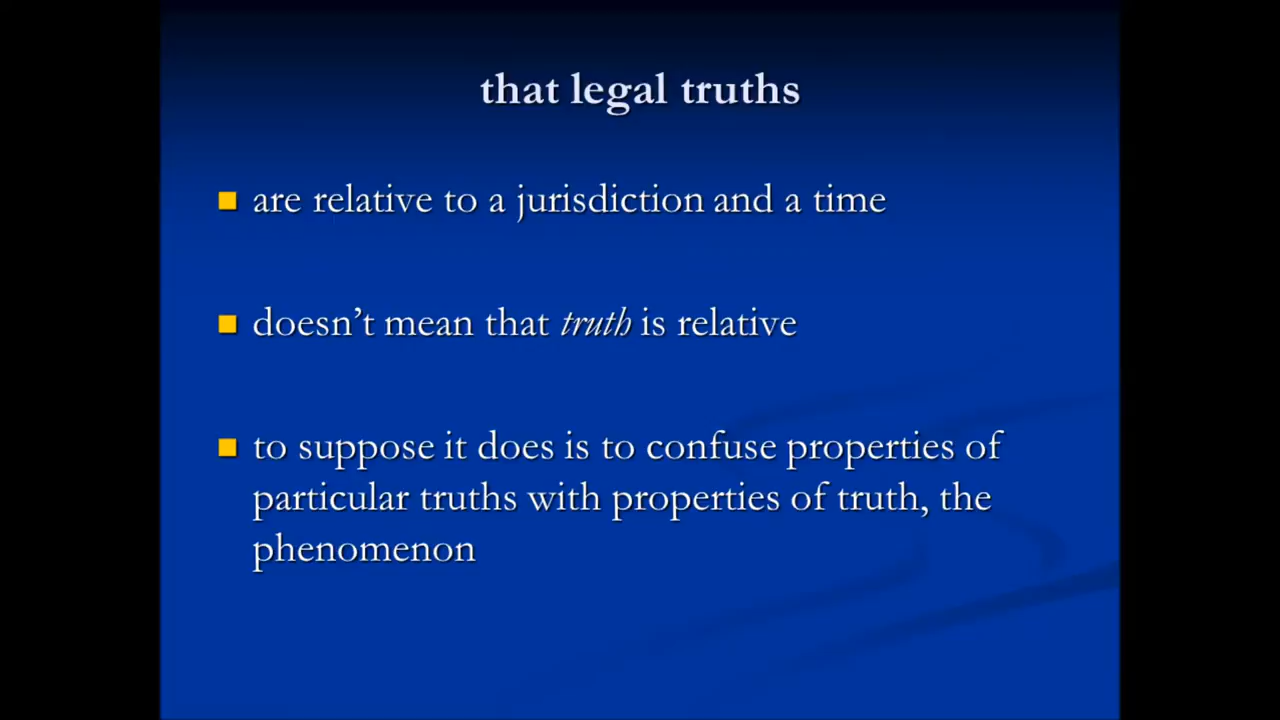 that legal truths
are relative to a jurisdiction and a time
doesn’t mean that truth is relative
to suppose it does is to confuse properties of
particular truths with properties of truth, the
phenomenon